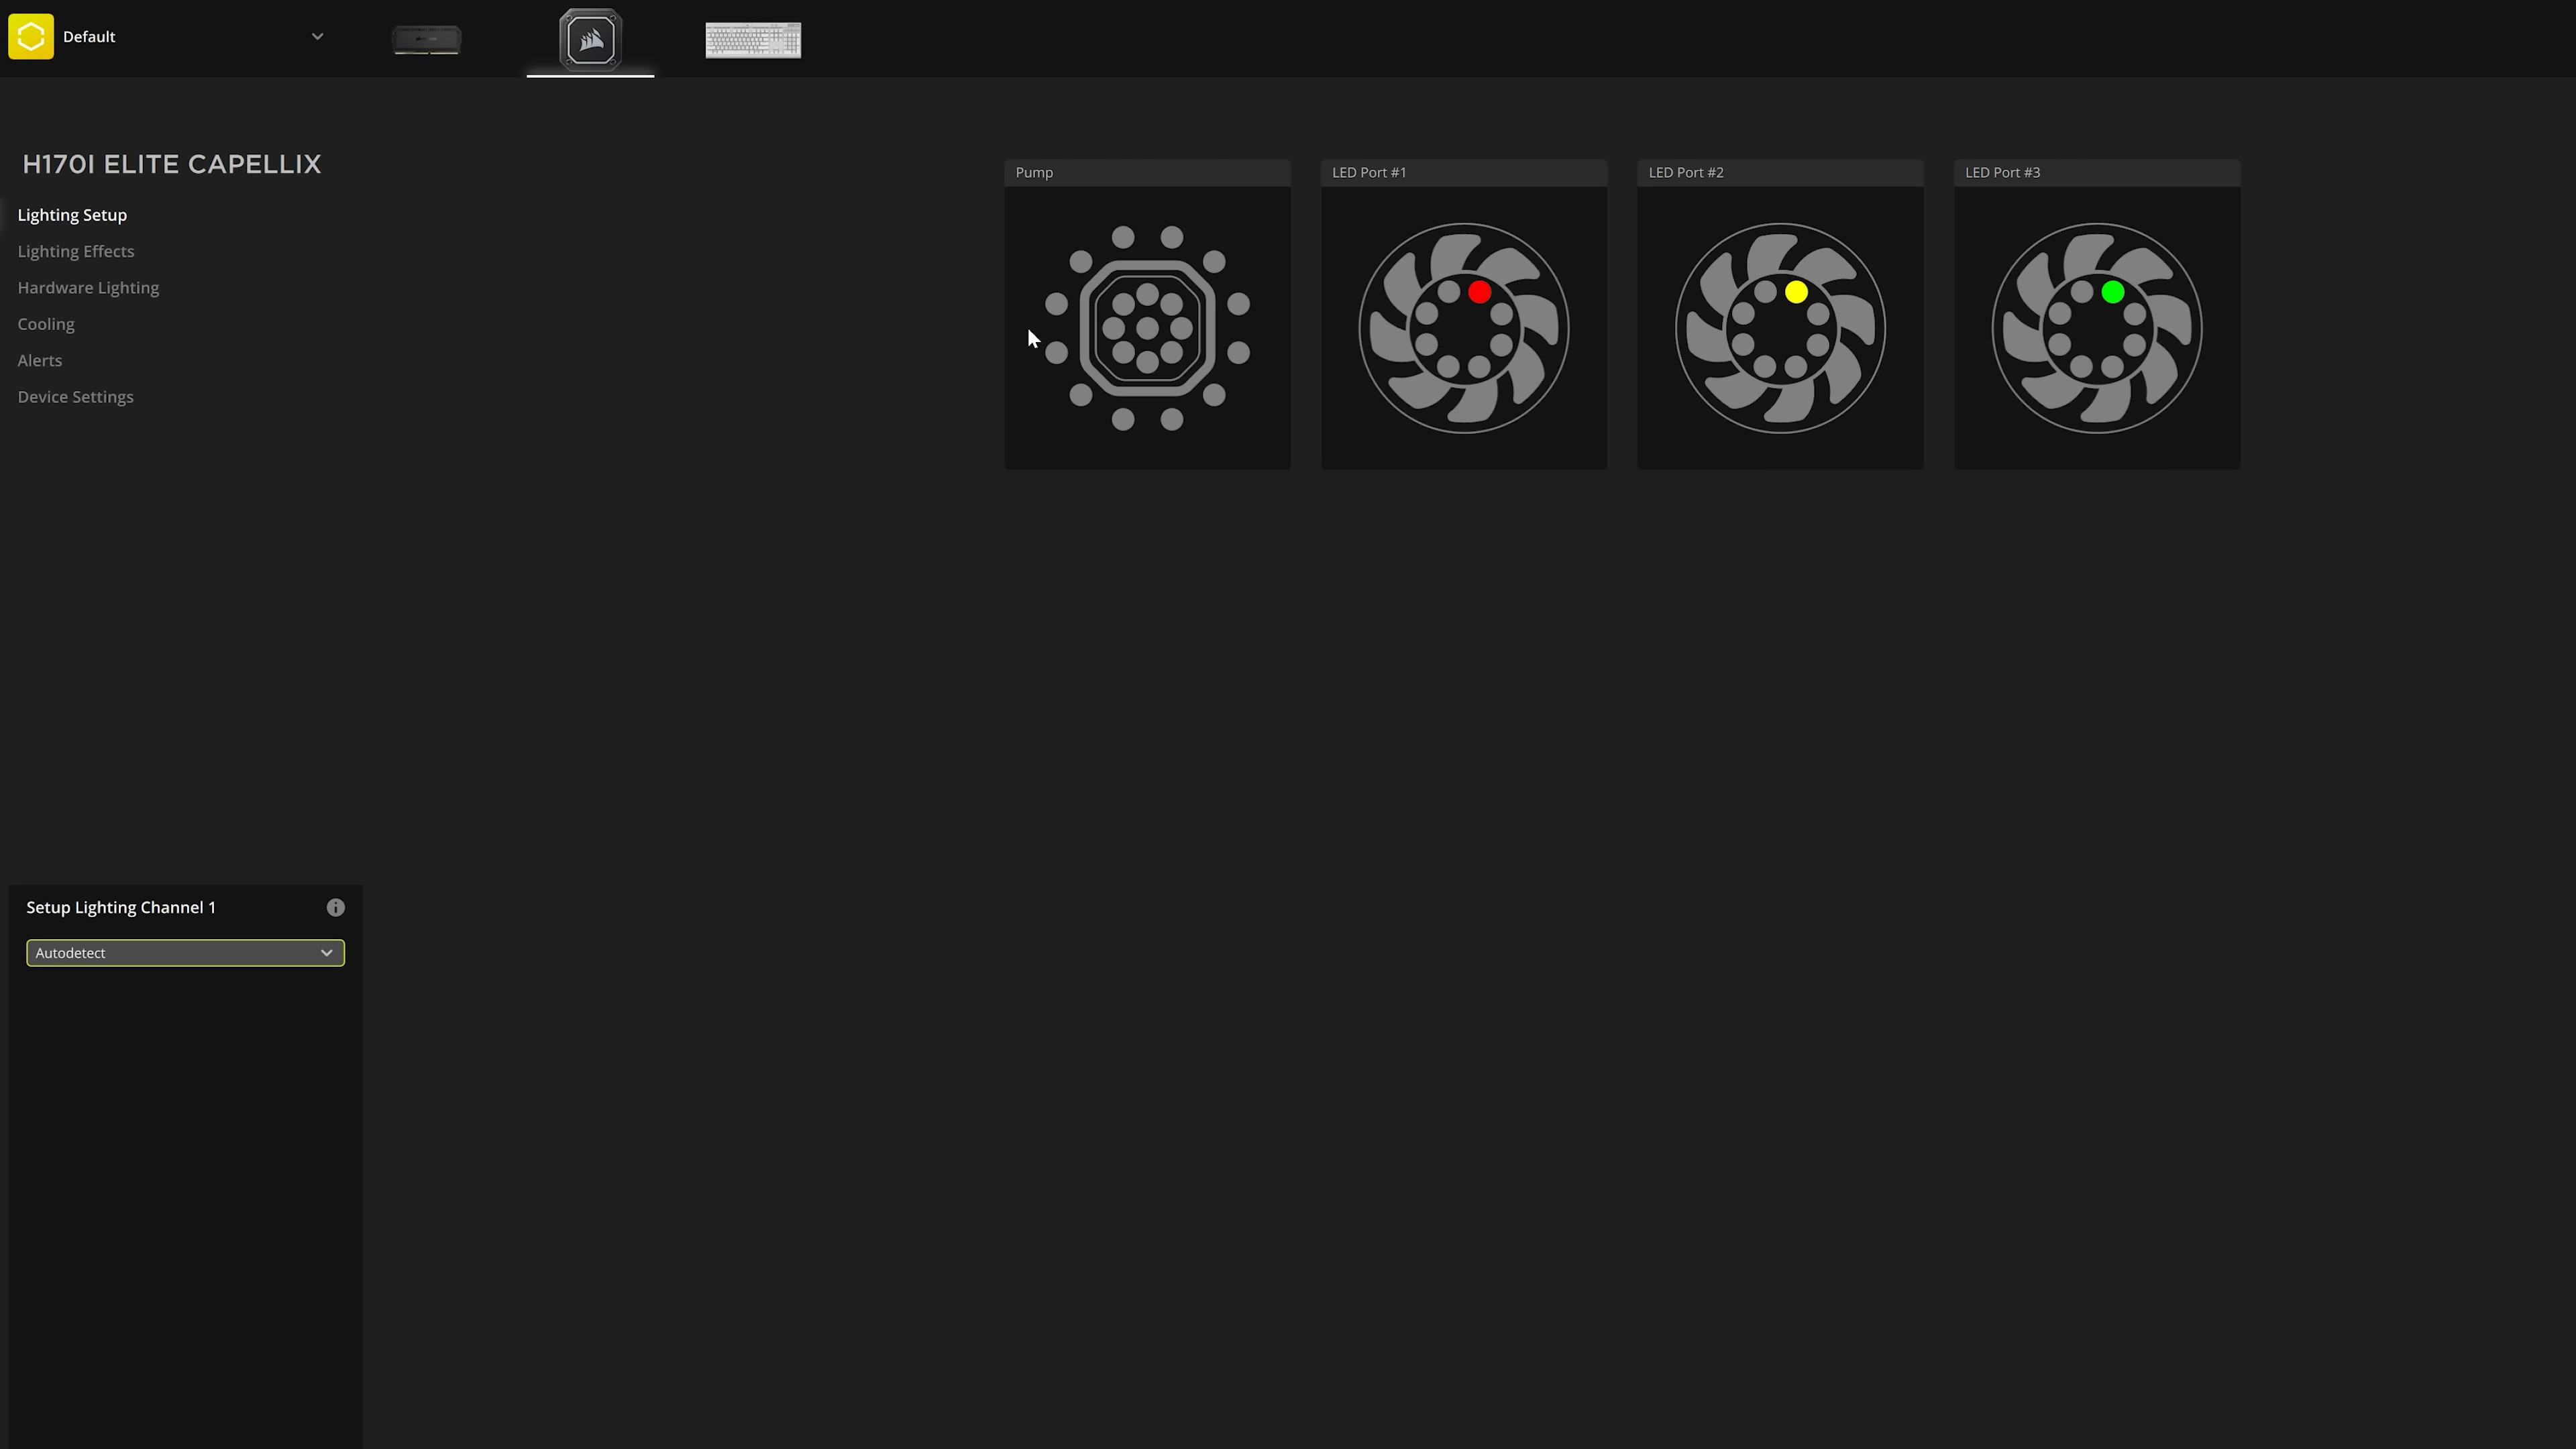 Default
H170I ELITE CAPELLIX
Lighting Setup
Lighting Effects
Hardware Lighting
Cooling
Alerts
Device Settings
Pump
LED Port #1
LED Port #2
LED Port #3
Setup Lighting Channel 1
Autodetect